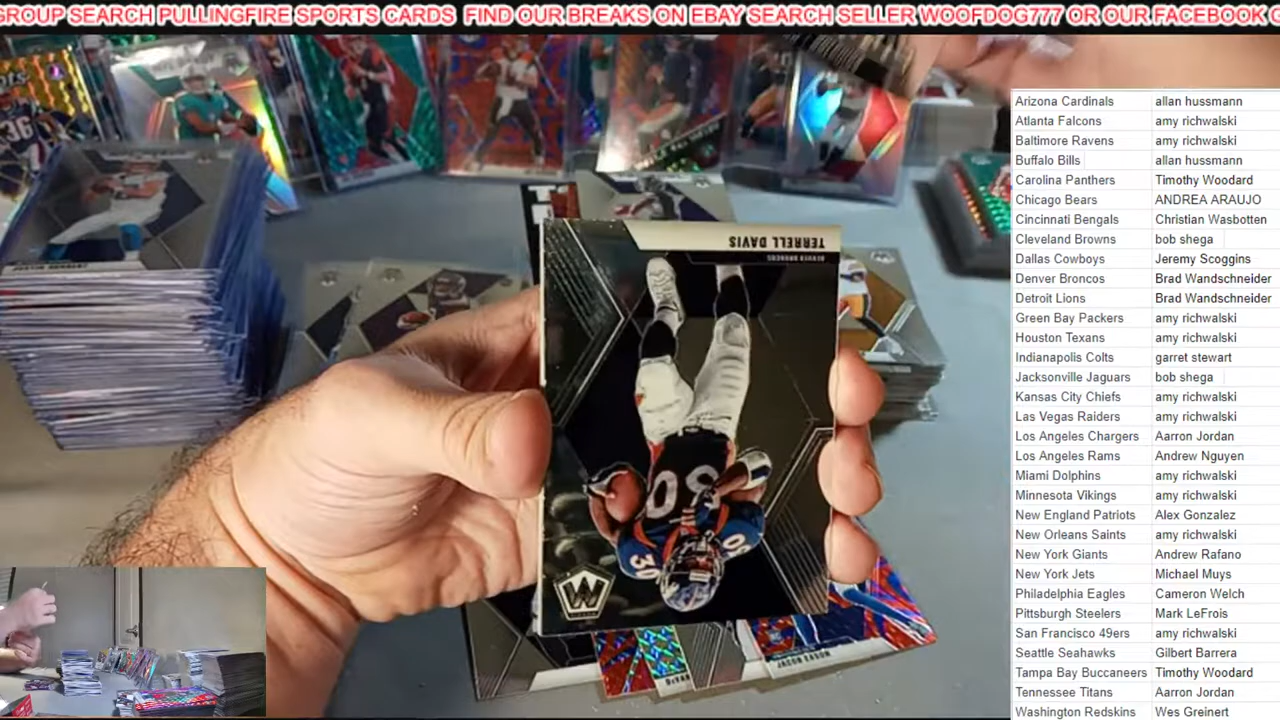 GROUP SEARCH PULLINGFIRE SPORTS CARDS  FIND OUR BREAKS ON EBAY SEARCH SELLER WOOFDOG777 OR OUR FACEBOOK
36
TERRELL DAVIS
DENVER BRONCOS
30
30
30
Arizona Cardinals allan hussmann
Atlanta Falcons amy richwalski
Baltimore Ravens amy richwalski
Buffalo Bills allan hussmann
Carolina Panthers Timothy Woodard
Chicago Bears ANDREA ARAUJO
Cincinnati Bengals Christian Wasbotten
Cleveland Browns bob shega
Dallas Cowboys Jeremy Scoggins
Denver Broncos Brad Wandschneider
Detroit Lions Brad Wandschneider
Green Bay Packers amy richwalski
Houston Texans amy richwalski
Indianapolis Colts garret stewart
Jacksonville Jaguars bob shega
Kansas City Chiefs amy richwalski
Las Vegas Raiders amy richwalski
Los Angeles Chargers Aarron Jordan
Los Angeles Rams Andrew Nguyen
Miami Dolphins amy richwalski
Minnesota Vikings amy richwalski
New England Patriots Alex Gonzalez
New Orleans Saints amy richwalski
New York Giants Andrew Rafano
New York Jets Michael Muys
Philadelphia Eagles Cameron Welch
Pittsburgh Steelers Mark LeFrois
San Francisco 49ers amy richwalski
Seattle Seahawks Gilbert Barrera
Tampa Bay Buccaneers Timothy Woodard
Tennessee Titans Aarron Jordan
Washington Redskins Wes Greinert